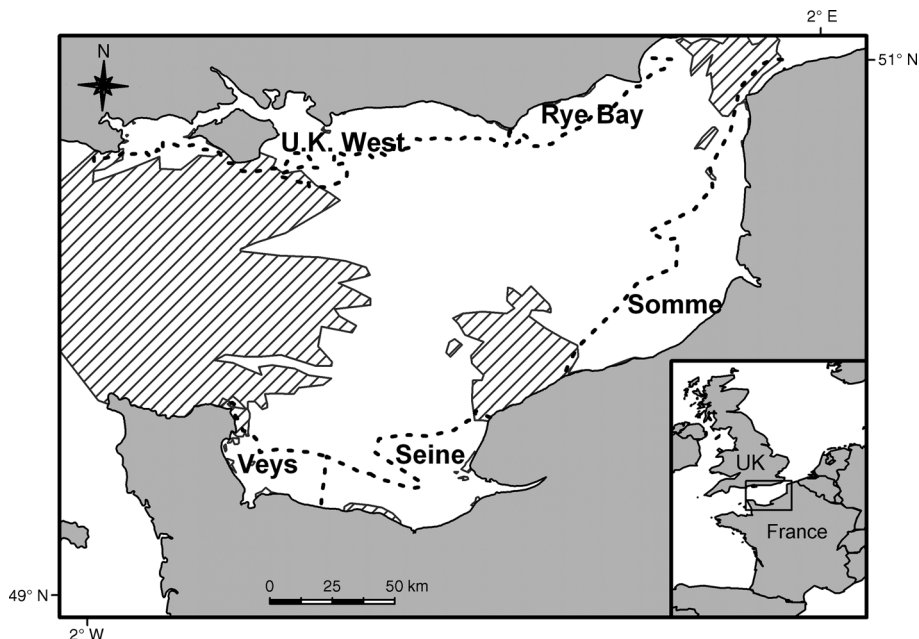 2° E
N
51° N
Rye Bay
U.K. West
Somme
Seine
Veys
UK
France
0 25 50 km
49° N
2° W